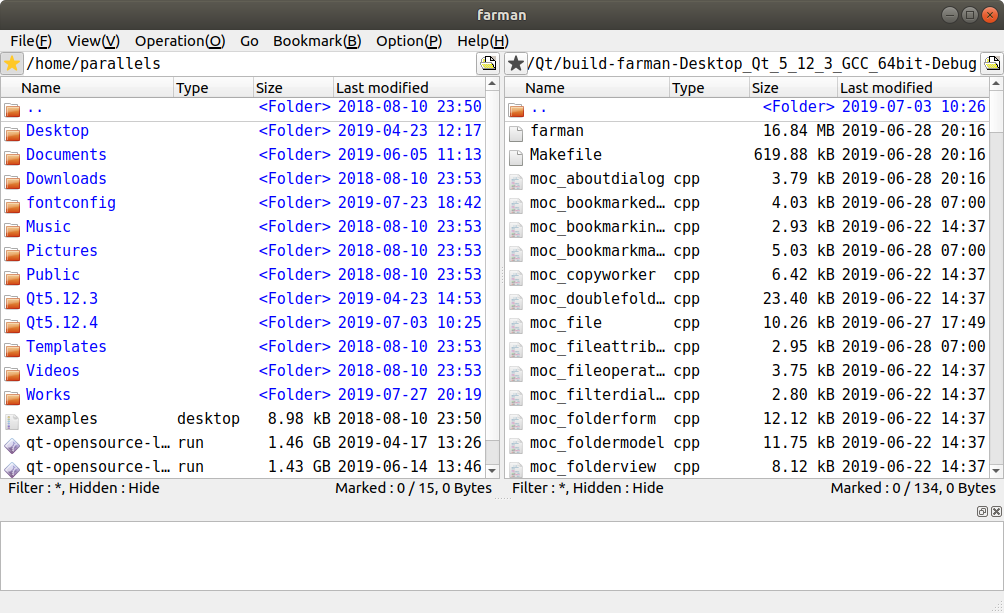 farman
File(F) View(V) Operation(O) Go Bookmark(B) Option(P) Help(H)
/home/parallels
Name Type Size Last modified
.. <Folder> 2018-08-10 23:50
Desktop <Folder> 2019-04-23 12:17
Documents <Folder> 2019-06-05 11:13
Downloads <Folder> 2018-08-10 23:53
fontconfig <Folder> 2019-07-23 18:42
Music <Folder> 2018-08-10 23:53
Pictures <Folder> 2018-08-10 23:53
Public <Folder> 2018-08-10 23:53
Qt5.12.3 <Folder> 2019-04-23 14:53
Qt5.12.4 <Folder> 2019-07-03 10:25
Templates <Folder> 2018-08-10 23:53
Videos <Folder> 2018-08-10 23:53
Works <Folder> 2019-07-27 20:19
examples desktop 8.98 kB 2018-08-10 23:50
qt-opensource-l... run 1.46 GB 2019-04-17 13:26
qt-opensource-l... run 1.43 GB 2019-06-14 13:46
Filter : *, Hidden : Hide Marked : 0 / 15, 0 Bytes
/Qt/build-farman-Desktop_Qt_5_12_3_GCC_64bit-Debug
Name Type Size Last modified
.. <Folder> 2019-07-03 10:26
farman 16.84 MB 2019-06-28 20:16
Makefile 619.88 kB 2019-06-28 20:16
moc_aboutdialog cpp 3.79 kB 2019-06-28 20:16
moc_bookmarked... cpp 4.03 kB 2019-06-28 07:00
moc_bookmarkin... cpp 2.93 kB 2019-06-22 14:37
moc_bookmarkma... cpp 5.03 kB 2019-06-28 07:00
moc_copyworker cpp 6.42 kB 2019-06-22 14:37
moc_doublefold... cpp 23.40 kB 2019-06-22 14:37
moc_file cpp 10.26 kB 2019-06-27 17:49
moc_fileattrib... cpp 2.95 kB 2019-06-28 07:00
moc_fileoperat... cpp 3.75 kB 2019-06-22 14:37
moc_filterdial... cpp 2.80 kB 2019-06-22 14:37
moc_folderform cpp 12.12 kB 2019-06-22 14:37
moc_foldermodel cpp 11.75 kB 2019-06-22 14:37
moc_folderview cpp 8.12 kB 2019-06-22 14:37
Filter : *, Hidden : Hide Marked : 0 / 134, 0 Bytes